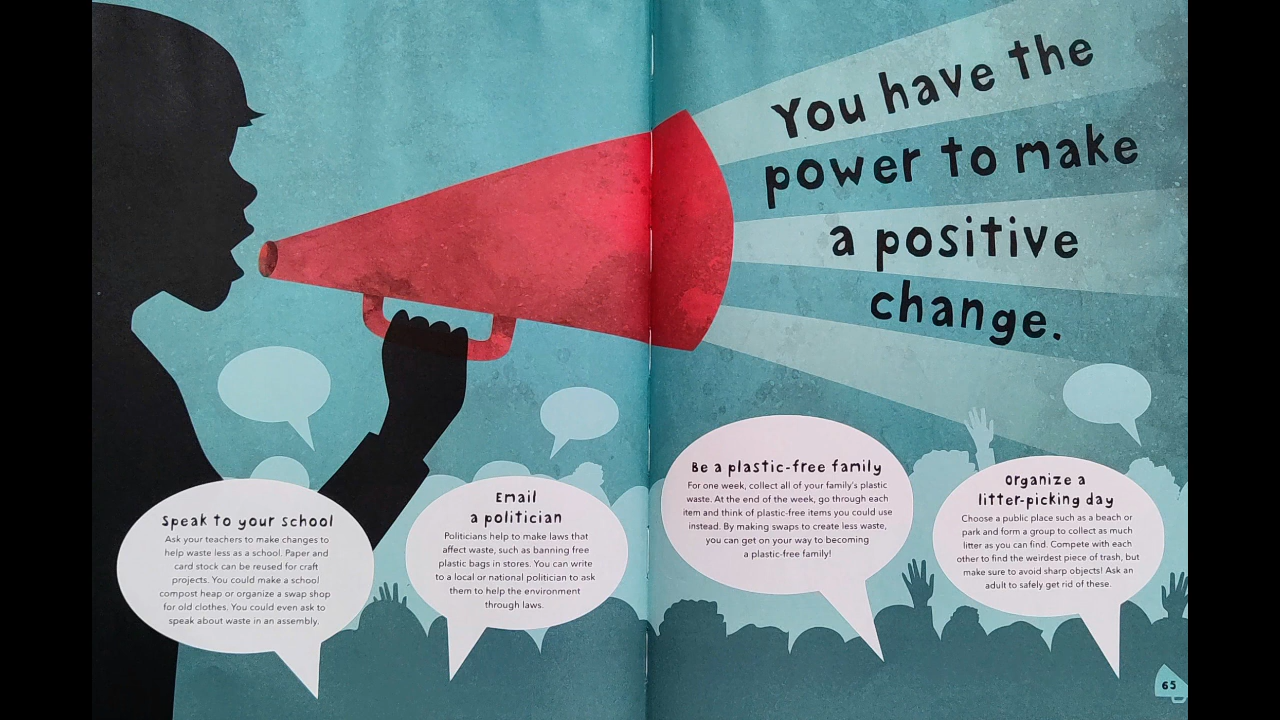 You have the
power to make
a positive
change.
Speak to your school
Ask your teachers to make changes to
help waste less as a school. Paper and
card stock can be reused for craft
projects. You could make a school
compost heap or organize a swap shop
for old clothes. You could even ask to
speak about waste in an assembly.
Email
a politician
Politicians help to make laws that
affect waste, such as banning free
plastic bags in stores. You can write
to a local or national politician to ask
them to help the environment
through laws.
Be a plastic-free family
For one week, collect all of your family's plastic
waste. At the end of the week, go through each
item and think of plastic-free items you could use
instead. By making swaps to create less waste,
you can get on your way to becoming
a plastic-free family!
Organize a
litter-picking day
Choose a public place such as a beach or
park and form a group to collect as much
litter as you can find. Compete with each
other to find the weirdest piece of trash, but
make sure to avoid sharp objects! Ask an
adult to safely get rid of these.
65